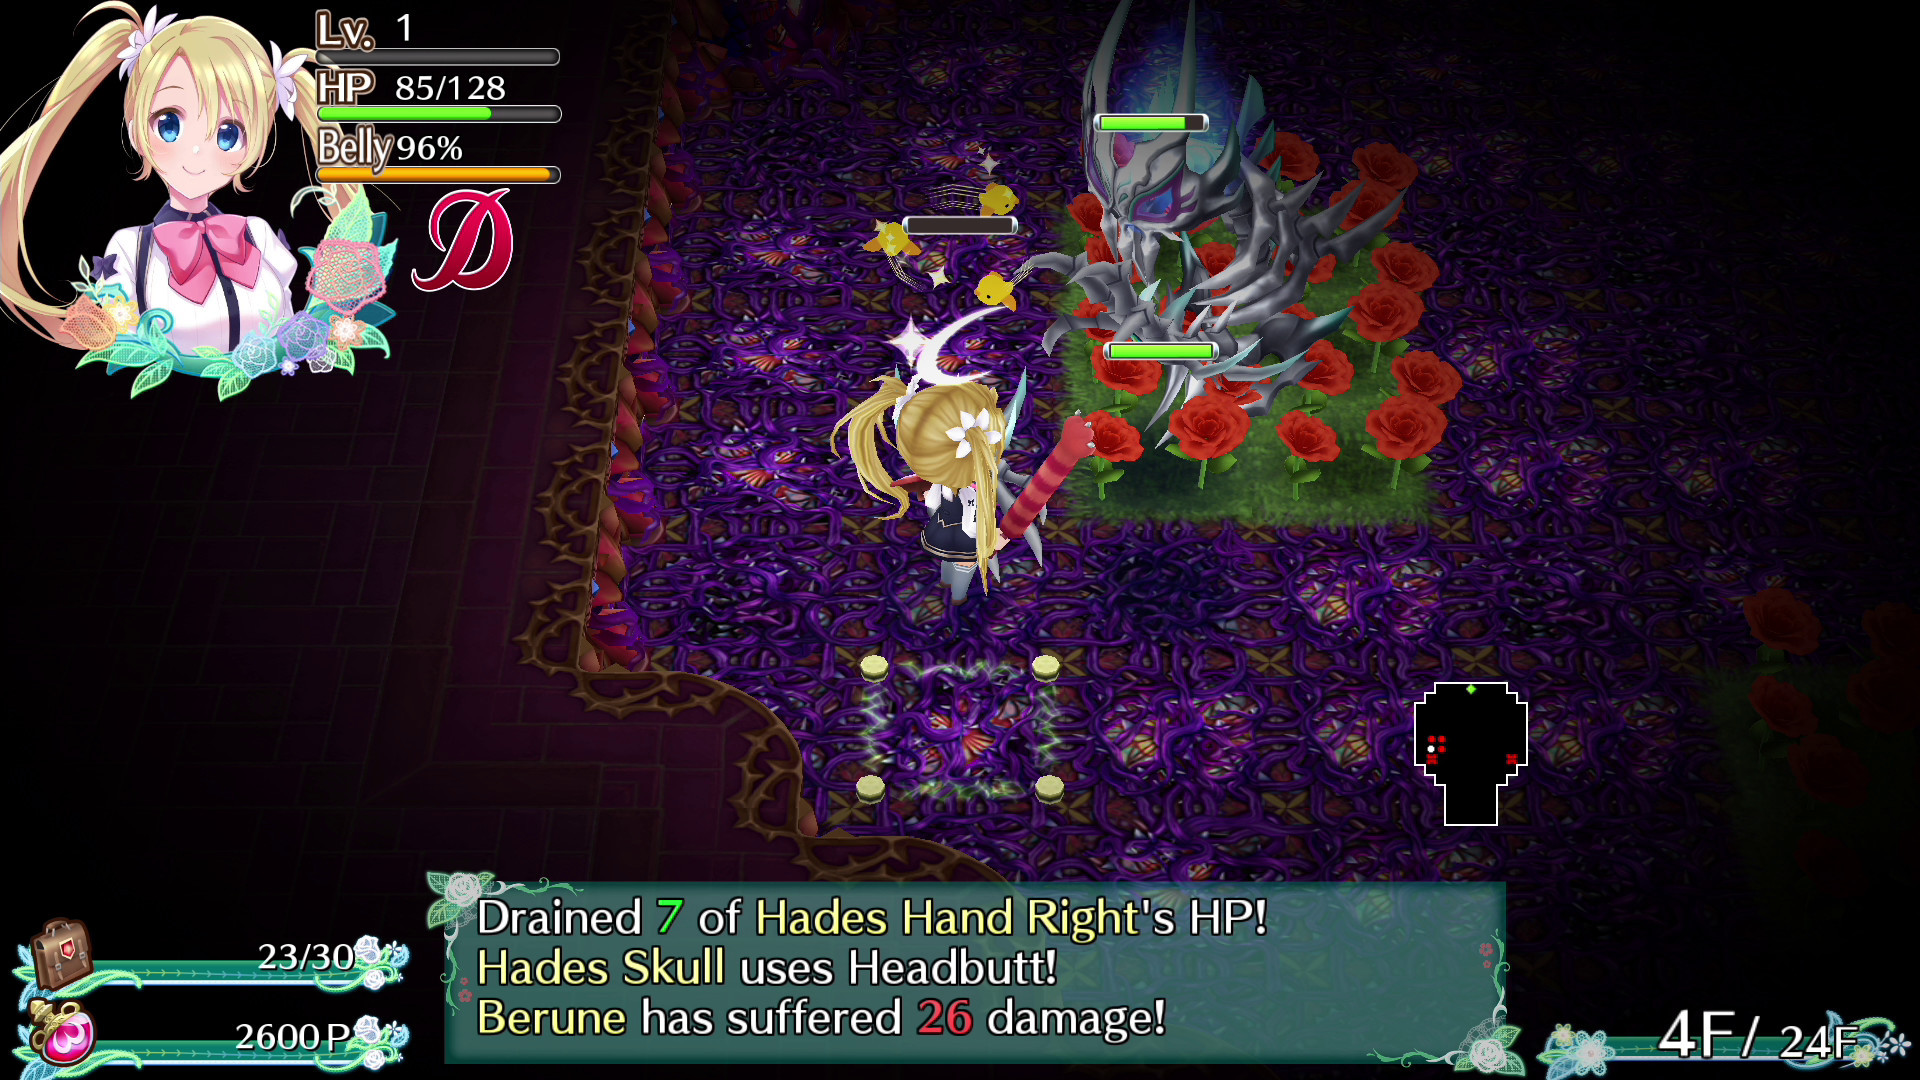 Lv. 1
HP 85/128
Belly 96%
D
Drained 7 of Hades Hand Right's HP!
Hades Skull uses Headbutt!
Berune has suffered 26 damage!
23/30
2600 P
4F/ 24F